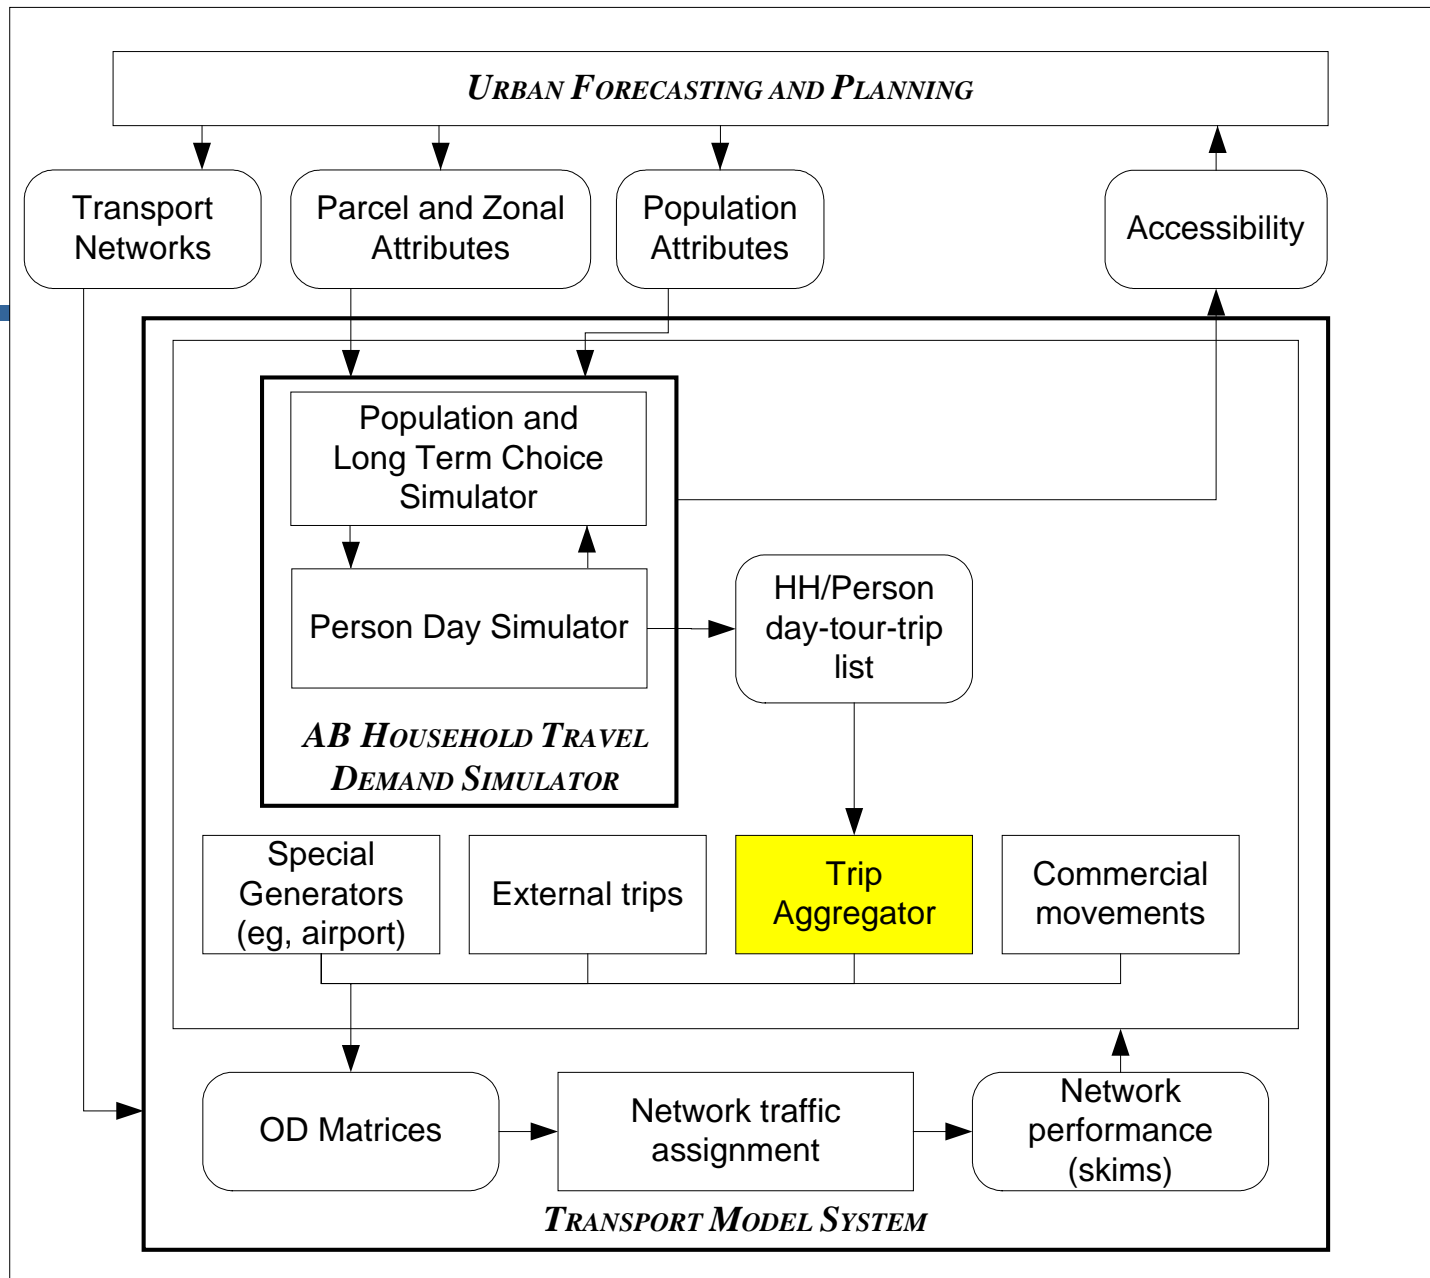 URBAN FORECASTING AND PLANNING
Transport
Networks
Parcel and Zonal
Attributes
Population
Attributes
Accessibility
Population and
Long Term Choice
Simulator
Person Day Simulator
HH/Person
day-tour-trip
list
AB HOUSEHOLD TRAVEL
DEMAND SIMULATOR
Special
Generators
(eg, airport)
External trips
Trip
Aggregator
Commercial
movements
OD Matrices
Network traffic
assignment
Network
performance
(skims)
TRANSPORT MODEL SYSTEM